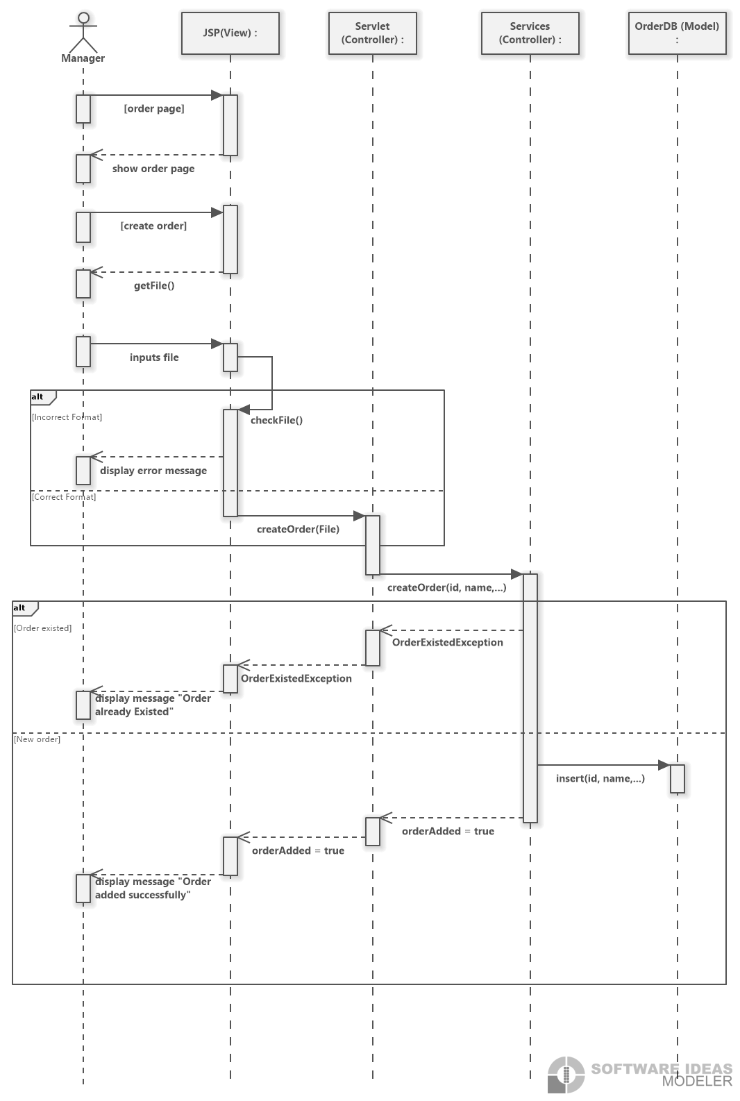 Manager
JSP(View) :
Servlet
(Controller) :
Services
(Controller) :
OrderDB (Model)
:
[order page]
show order page
[create order]
getFile()
inputs file
alt
[Incorrect Format]
checkFile()
display error message
[Correct Format]
createOrder(File)
createOrder(id, name,...)
alt
[Order existed]
OrderExistedException
OrderExistedException
display message "Order
already Existed"
[New order]
insert(id, name,...)
orderAdded = true
orderAdded = true
display message "Order
added successfully"
SOFTWARE IDEAS
MODELER